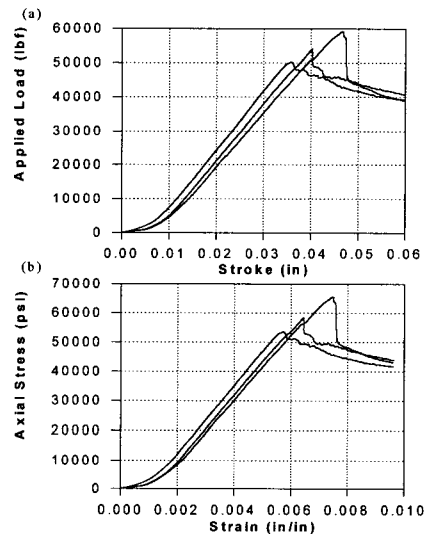 (a)
Applied Load (lbf)
60000
50000
40000
30000
20000
10000
0
0.00 0.01 0.02 0.03 0.04 0.05 0.06
Stroke (in)
(b)
Axial Stress (psi)
70000
60000
50000
40000
30000
20000
10000
0
0.000 0.002 0.004 0.006 0.008 0.010
Strain (in/in)